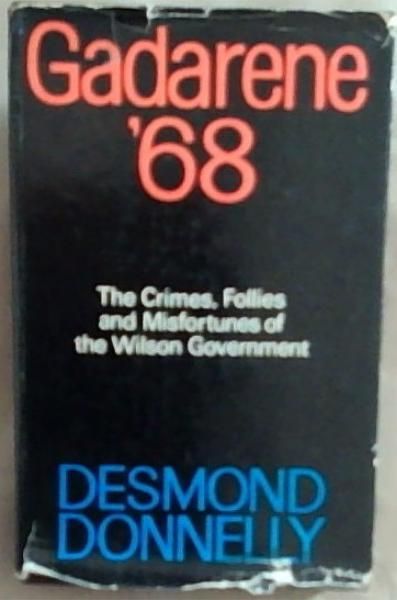 Gadarene
'68
The Crimes, Follies
and Misfortunes of
the Wilson Government
DESMOND
DONNELLY